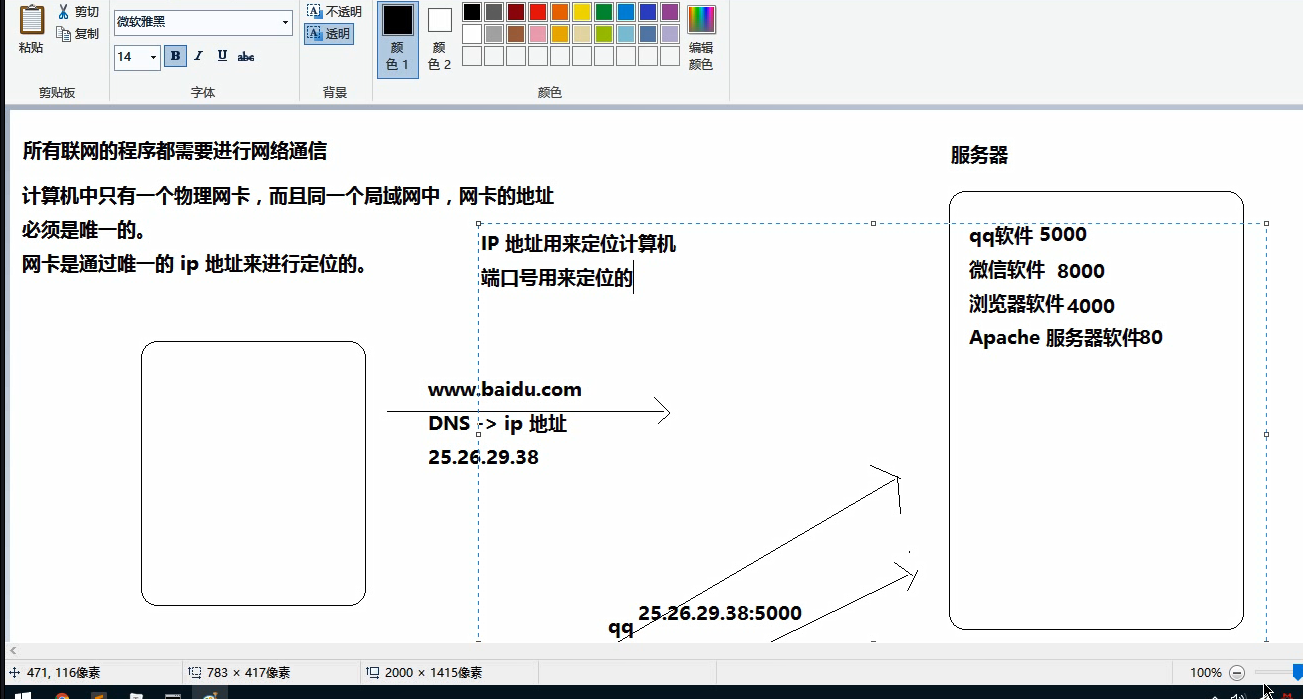 剪切
不透明
微软雅黑
粘贴
复制
透明
颜色 1
颜色 2
编辑颜色
14
B I U abc
剪贴板
字体
背景
颜色
所有联网的程序都需要进行网络通信
服务器
计算机中只有一个物理网卡，而且同一个局域网中，网卡的地址
必须是唯一的。
网卡是通过唯一的 ip 地址来进行定位的。
IP 地址用来定位计算机
端口号用来定位的
qq软件 5000
微信软件 8000
浏览器软件4000
Apache 服务器软件80
www.baidu.com
DNS -> ip 地址
25.26.29.38
25.26.29.38:5000
qq
471, 116像素
783 × 417像素
2000 × 1415像素
100%